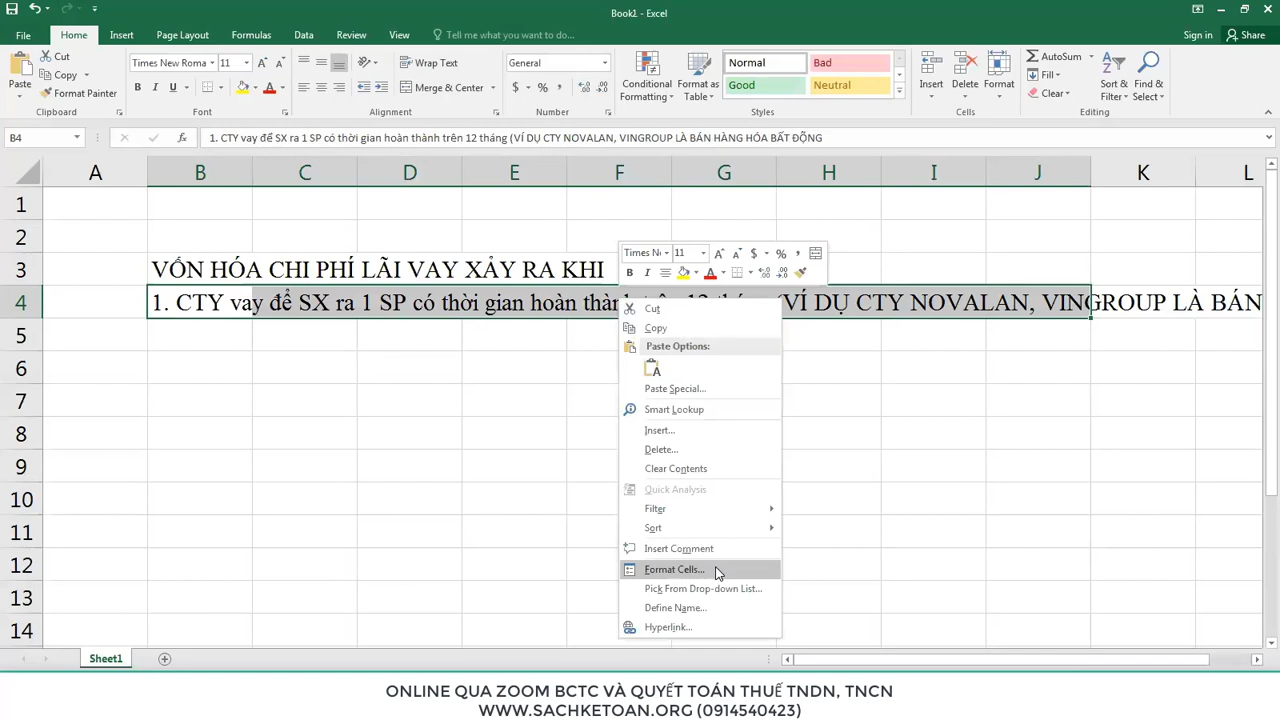 Book1 - Excel
File Home Insert Page Layout Formulas Data Review View Tell me what you want to do... Sign in Share
Paste Cut Copy Format Painter Clipboard
Times New Roma 11 B I U A Font
Wrap Text Merge & Center Alignment
General $ % , Number
Conditional Formatting Format as Table Normal Bad Good Neutral Styles
Insert Delete Format Cells
AutoSum Fill Clear Sort & Filter Find & Select Editing
B4 fx 1. CTY vay để SX ra 1 SP có thời gian hoàn thành trên 12 tháng (VÍ DỤ CTY NOVALAN, VINGROUP LÀ BÁN HÀNG HÓA BẤT ĐỘNG
A B C D E F G H I J K L
1
2
3 VỐN HÓA CHI PHÍ LÃI VAY XẢY RA KHI
4 1. CTY vay để SX ra 1 SP có thời gian hoàn thàn (VÍ DỤ CTY NOVALAN, VINGROUP LÀ BÁN
5
6
7
8
9
10
11
12
13
14
Times Ne 11 A A $ % ,
B I A
Cut
Copy
Paste Options:
A
Paste Special...
Smart Lookup
Insert...
Delete...
Clear Contents
Quick Analysis
Filter
Sort
Insert Comment
Format Cells...
Pick From Drop-down List...
Define Name...
Hyperlink...
Sheet1
ONLINE QUA ZOOM BCTC VÀ QUYẾT TOÁN THUẾ TNDN, TNCN
WWW.SACHKETOAN.ORG (0914540423)